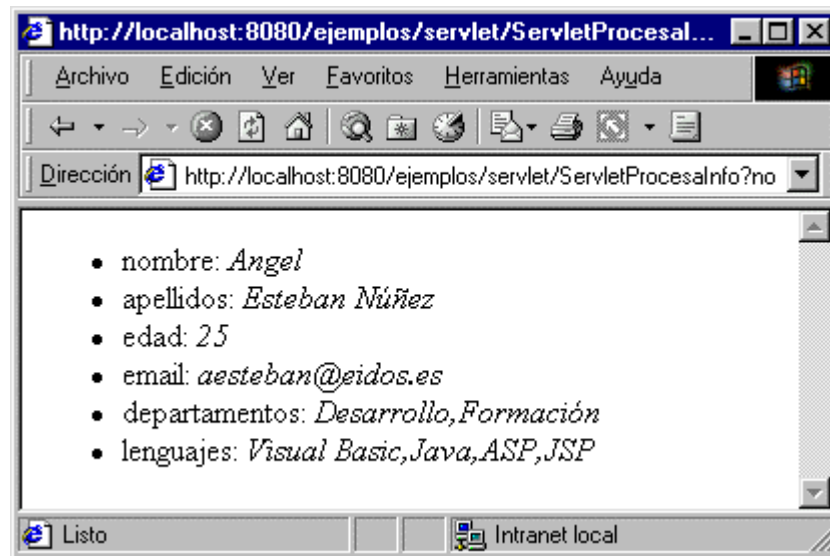 http://localhost:8080/ejemplos/servlet/ServletProcesaI...
Archivo Edición Ver Favoritos Herramientas Ayuda
Dirección http://localhost:8080/ejemplos/servlet/ServletProcesaInfo?no
• nombre: Angel
• apellidos: Esteban Núñez
• edad: 25
• email: aesteban@eidos.es
• departamentos: Desarrollo,Formación
• lenguajes: Visual Basic,Java,ASP,JSP
Listo Intranet local